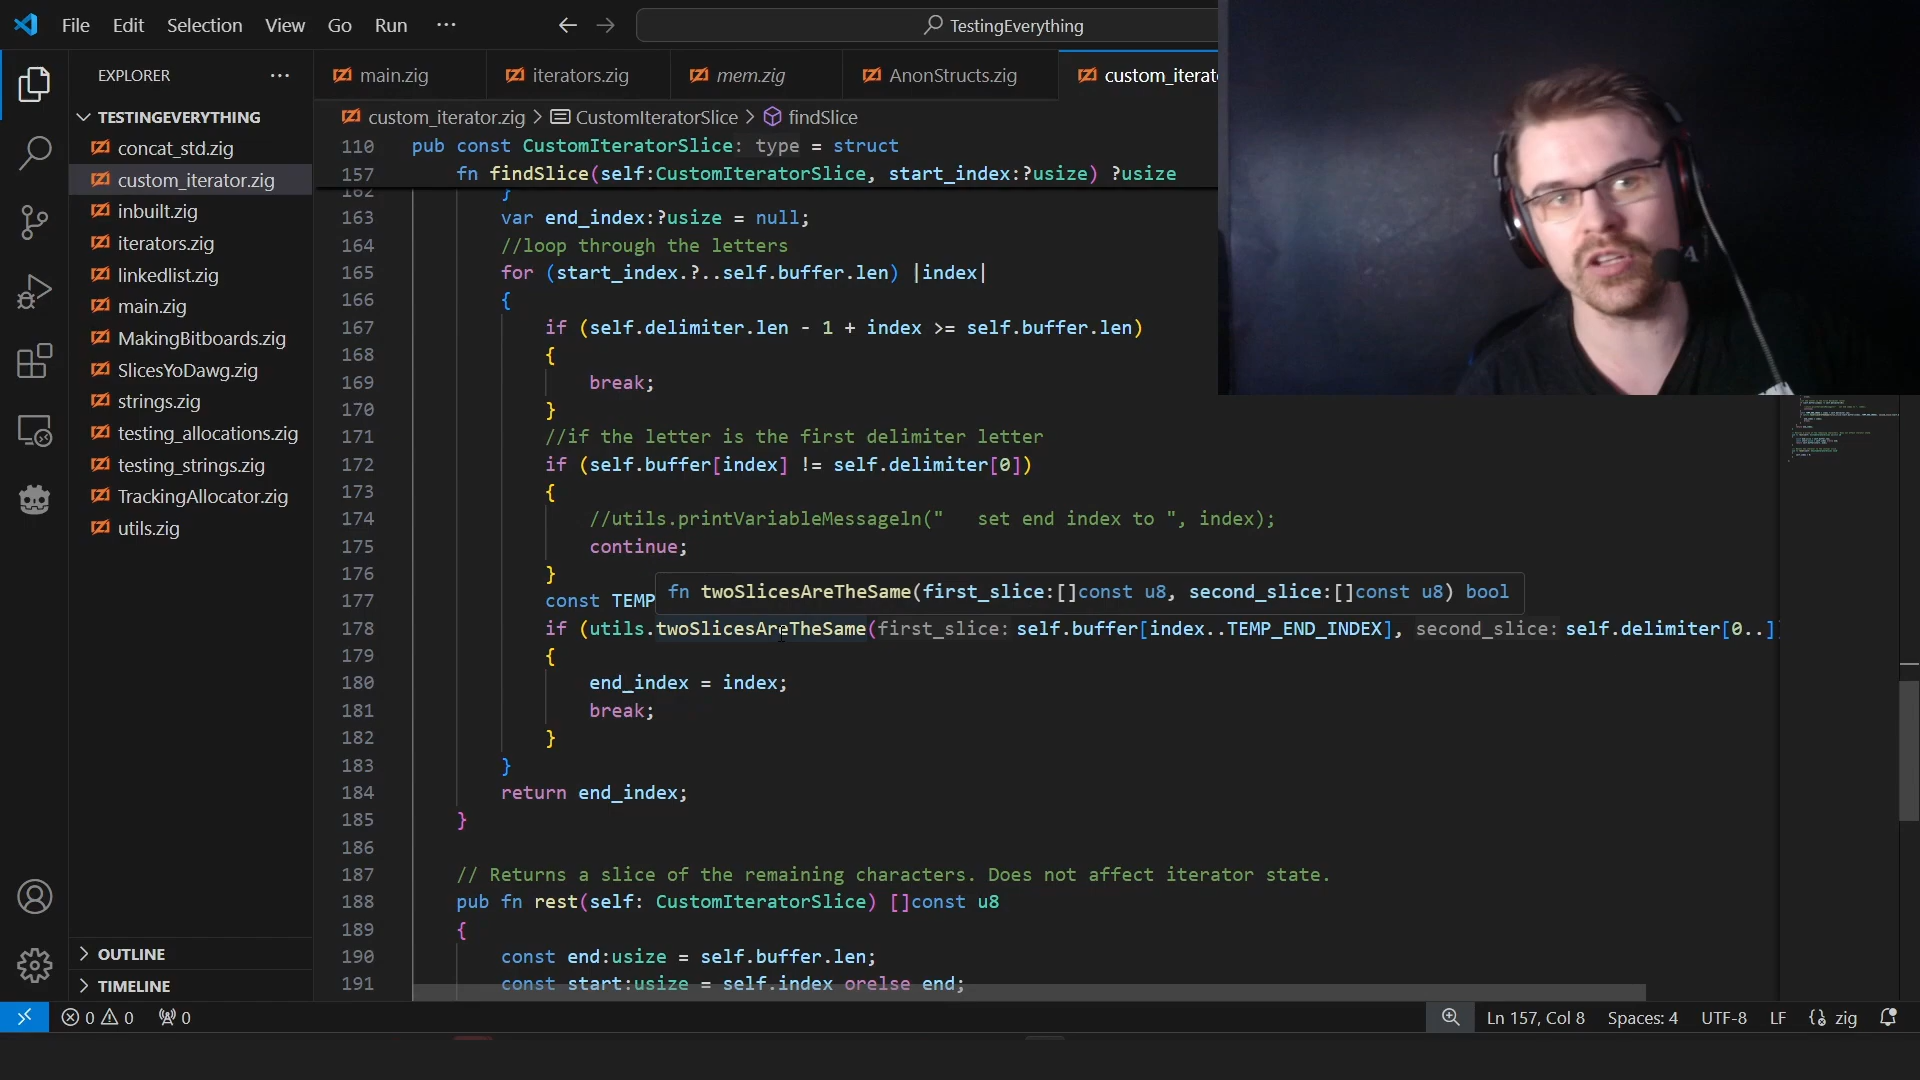 File Edit Selection View Go Run ···
TestingEverything
EXPLORER
main.zig
iterators.zig
mem.zig
AnonStructs.zig
custom_iterat
TESTINGEVERYTHING
concat_std.zig
custom_iterator.zig
inbuilt.zig
iterators.zig
linkedlist.zig
main.zig
MakingBitboards.zig
SlicesYoDawg.zig
strings.zig
testing_allocations.zig
testing_strings.zig
TrackingAllocator.zig
utils.zig
OUTLINE
TIMELINE
custom_iterator.zig > CustomIteratorSlice > findSlice
110 pub const CustomIteratorSlice: type = struct
157 fn findSlice(self:CustomIteratorSlice, start_index:?usize) ?usize
162 }
163 var end_index:?usize = null;
164 //loop through the letters
165 for (start_index.?..self.buffer.len) |index|
166 {
167 if (self.delimiter.len - 1 + index >= self.buffer.len)
168 {
169 break;
170 }
171 //if the letter is the first delimiter letter
172 if (self.buffer[index] != self.delimiter[0])
173 {
174 //utils.printVariableMessageln("   set end index to ", index);
175 continue;
176 }
fn twoSlicesAreTheSame(first_slice:[]const u8, second_slice:[]const u8) bool
177 const TEMP
178 if (utils.twoSlicesAreTheSame(first_slice: self.buffer[index..TEMP_END_INDEX], second_slice: self.delimiter[0..]
179 {
180 end_index = index;
181 break;
182 }
183 }
184 return end_index;
185 }
186
187 // Returns a slice of the remaining characters. Does not affect iterator state.
188 pub fn rest(self: CustomIteratorSlice) []const u8
189 {
190 const end:usize = self.buffer.len;
191 const start:usize = self.index orelse end;
0 0 0
Ln 157, Col 8 Spaces: 4 UTF-8 LF zig